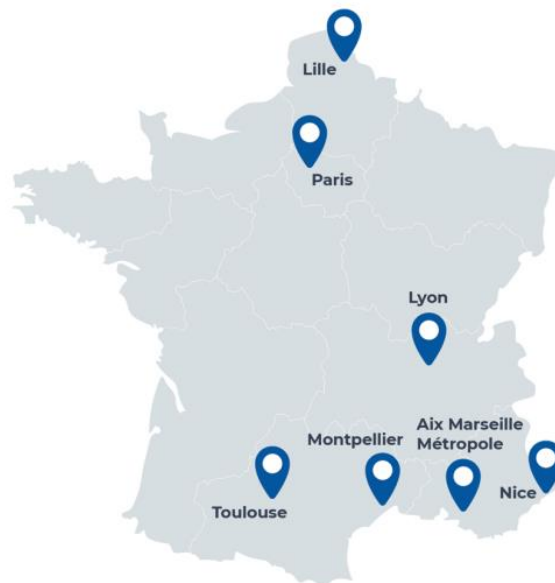 Lille
Paris
Lyon
Montpellier
Aix Marseille
Métropole
Nice
Toulouse